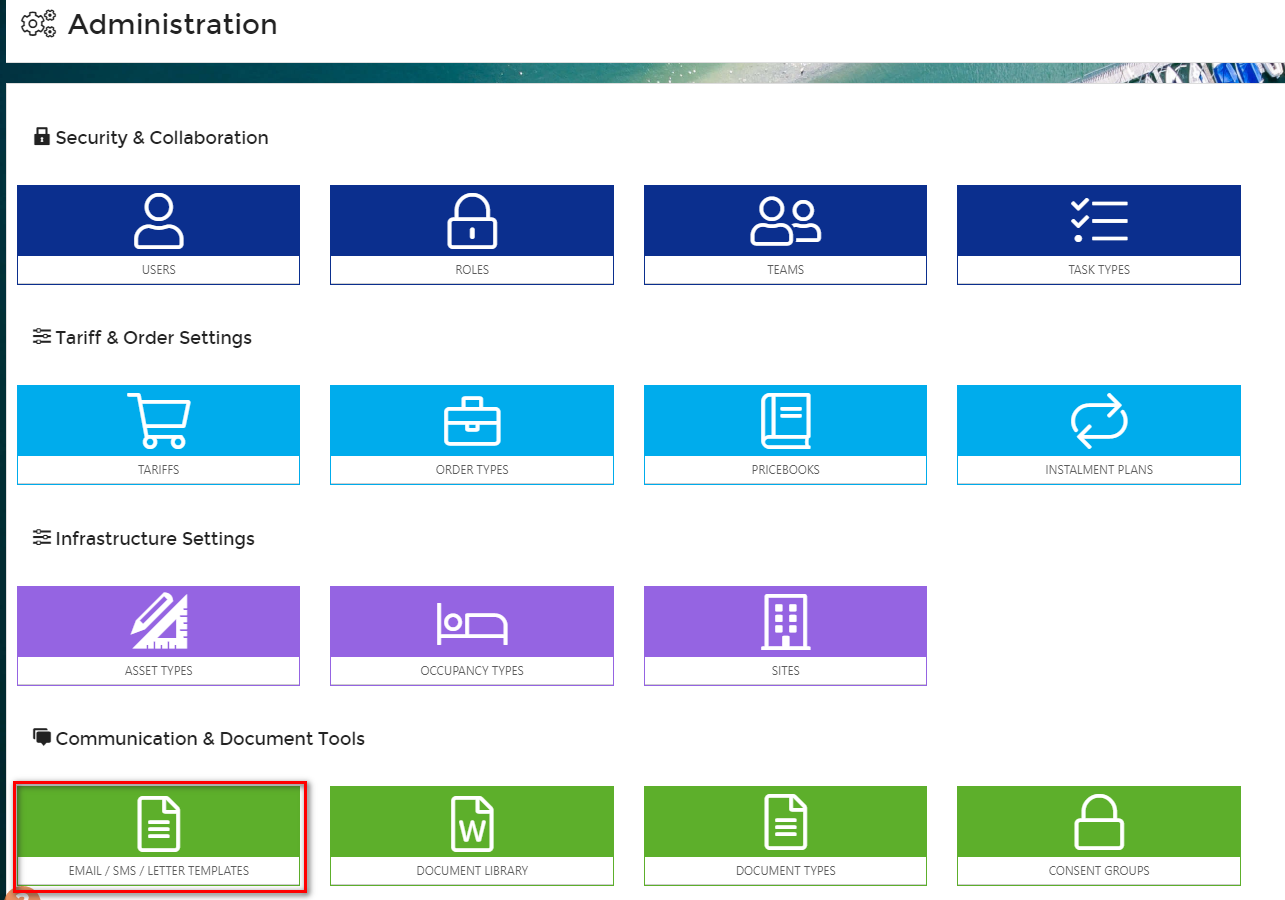 Administration
Security & Collaboration
USERS
ROLES
TEAMS
TASK TYPES
Tariff & Order Settings
TARIFFS
ORDER TYPES
PRICEBOOKS
INSTALMENT PLANS
Infrastructure Settings
ASSET TYPES
OCCUPANCY TYPES
SITES
Communication & Document Tools
W
EMAIL / SMS / LETTER TEMPLATES
DOCUMENT LIBRARY
DOCUMENT TYPES
CONSENT GROUPS